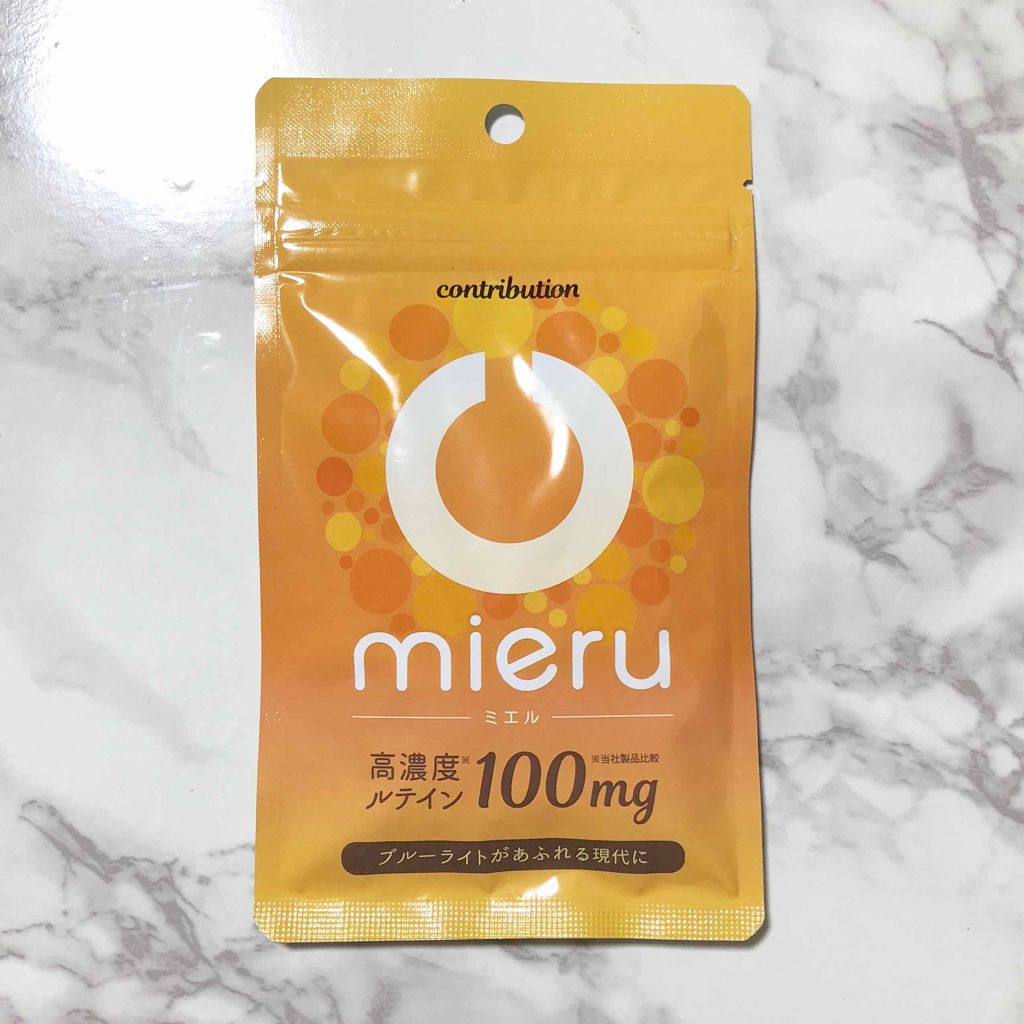 contribution
mieru
ミエル
高濃度※
ルテイン
100mg
※当社製品比較
ブルーライトがあふれる現代に